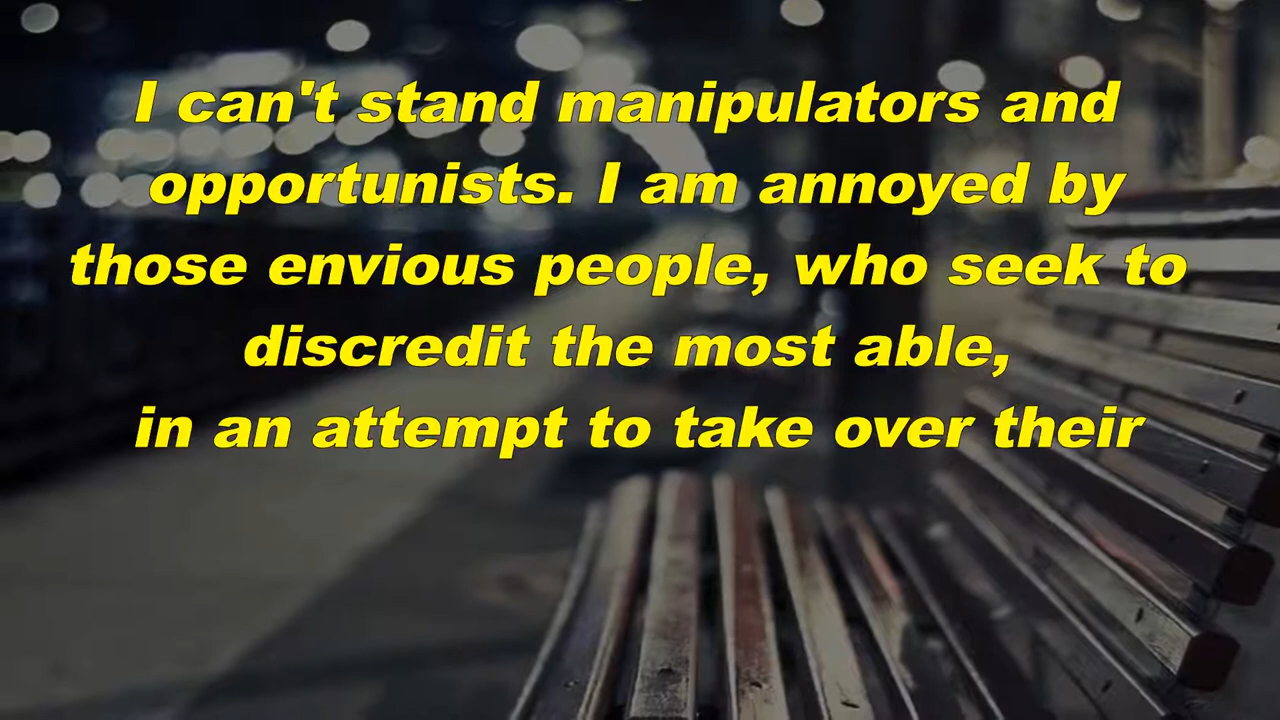 I can't stand manipulators and
opportunists. I am annoyed by
those envious people, who seek to
discredit the most able,
in an attempt to take over their